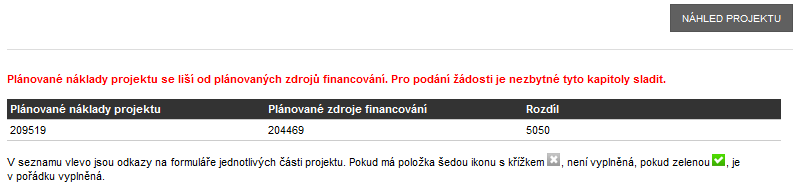 NÁHLED PROJEKTU
Plánované náklady projektu se liší od plánovaných zdrojů financování. Pro podání žádosti je nezbytné tyto kapitoly sladit.
Plánované náklady projektu Plánované zdroje financování Rozdíl
209519 204469 5050
V seznamu vlevo jsou odkazy na formuláře jednotlivých části projektu. Pokud má položka šedou ikonu s křížkem, není vyplněná, pokud zelenou, je
v pořádku vyplněná.